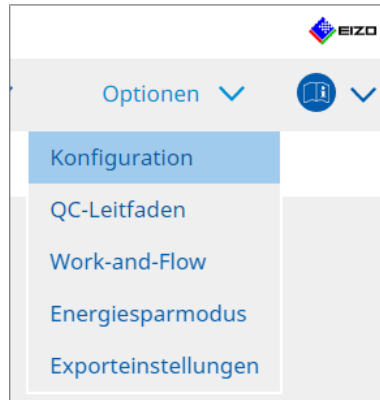 EIZO
Optionen
Konfiguration
QC-Leitfaden
Work-and-Flow
Energiesparmodus
Exporteinstellungen